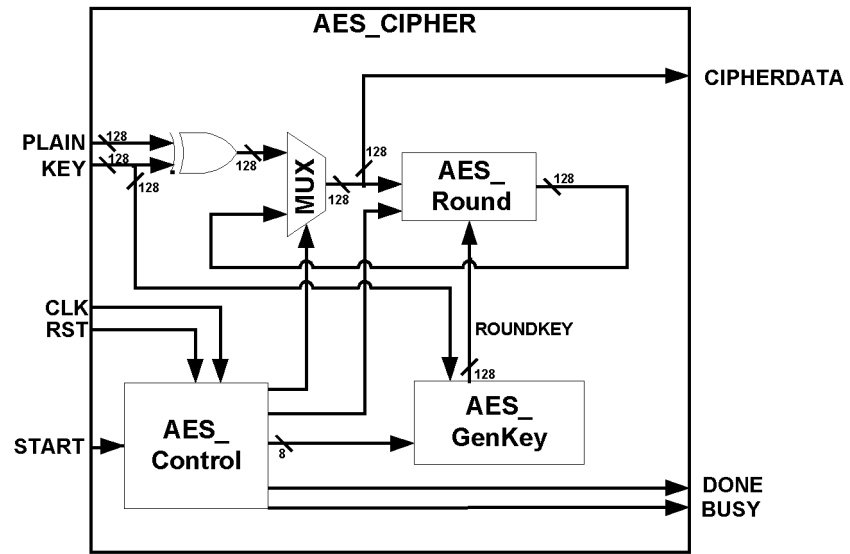 AES_CIPHER
CIPHERDATA
PLAIN
128
KEY
128
128
128
MUX
128
128
AES_
Round
128
CLK
RST
ROUNDKEY
128
AES_
Control
START
8
AES_
GenKey
DONE
BUSY